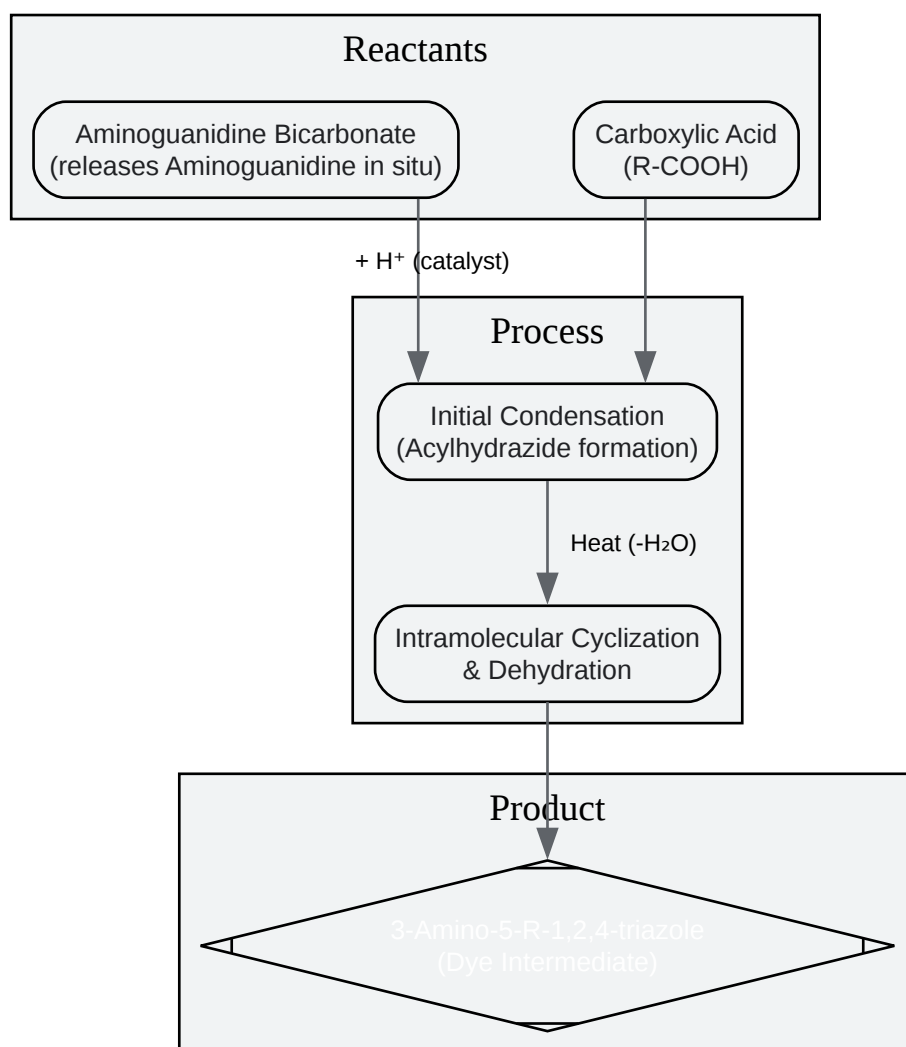 Reactants
Aminoguanidine Bicarbonate
(releases Aminoguanidine in situ)
Carboxylic Acid
(R-COOH)
+ H⁺ (catalyst)
Process
Initial Condensation
(Acylhydrazide formation)
Heat (-H₂O)
Intramolecular Cyclization
& Dehydration
Product
3-Amino-5-R-1,2,4-triazole
(Dye Intermediate)